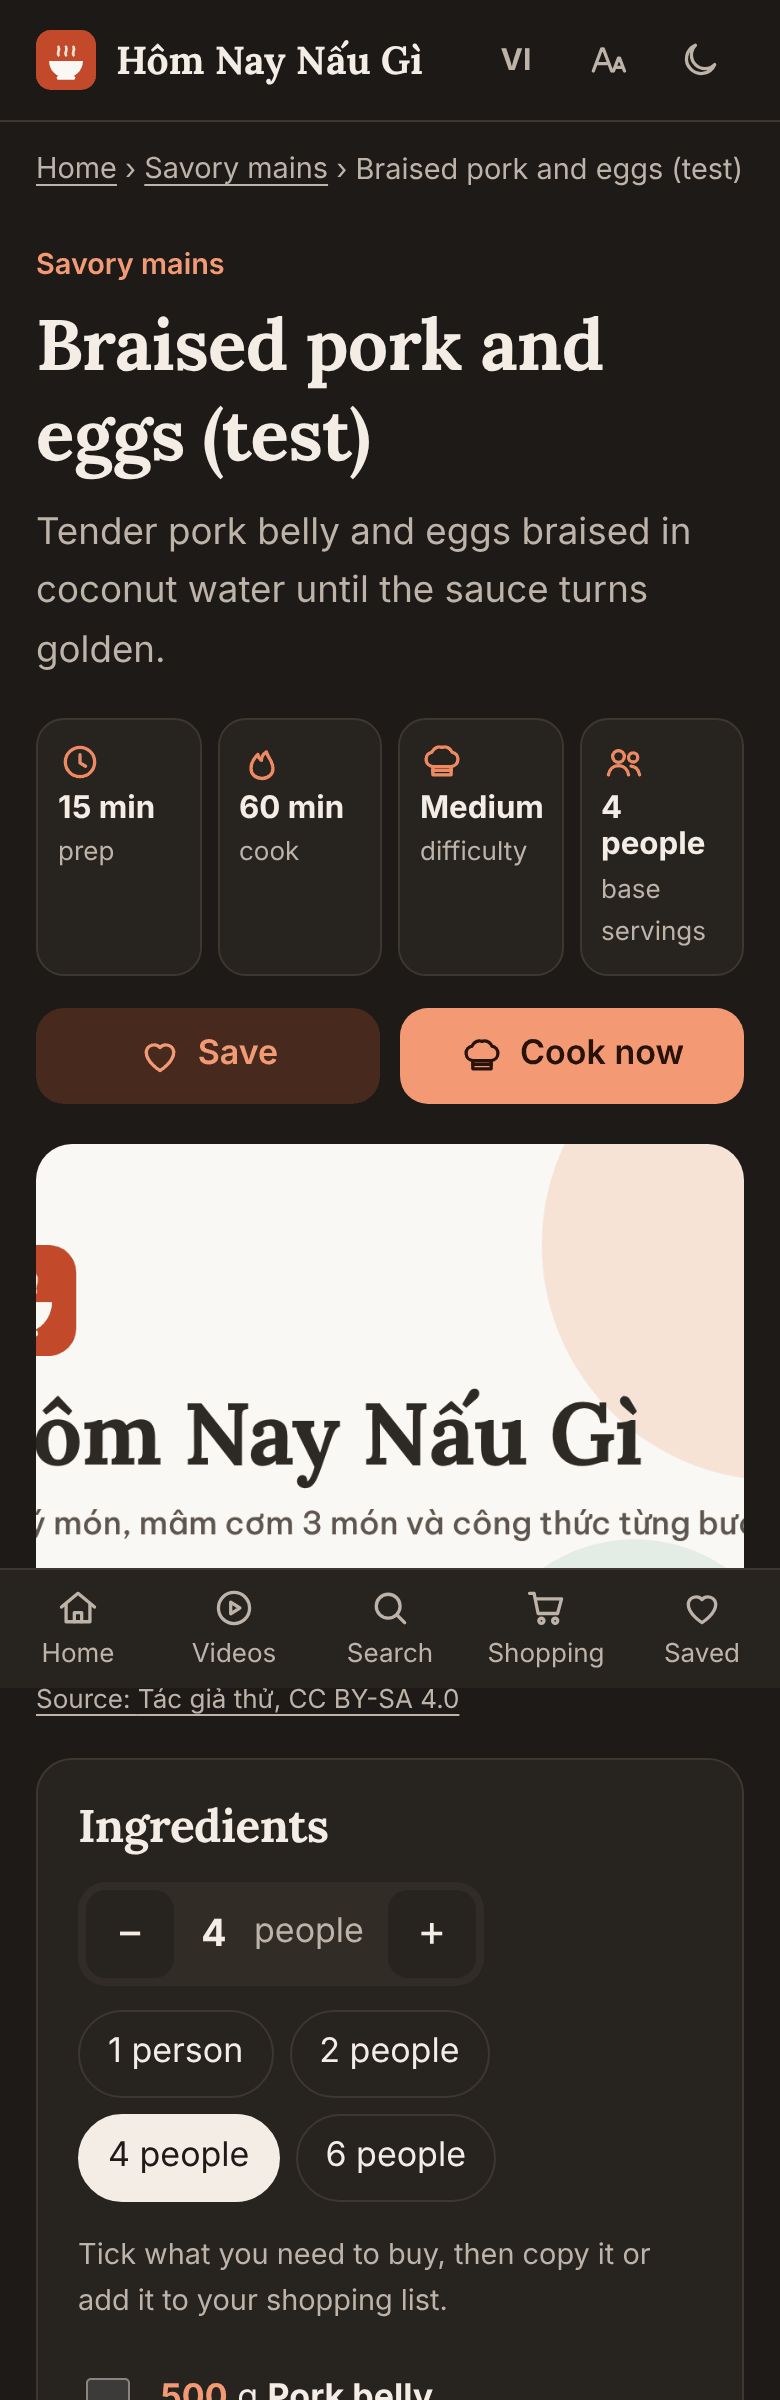 Hôm Nay Nấu Gì VI AA
Home › Savory mains › Braised pork and eggs (test)
Savory mains
Braised pork and
eggs (test)
Tender pork belly and eggs braised in
coconut water until the sauce turns
golden.
15 min
prep
60 min
cook
Medium
difficulty
4
people
base
servings
Save
Cook now
ôm Nay Nấu Gì
món, mâm cơm 3 món và công thức từng
Home Videos Search Shopping Saved
Source: Tác giả thử, CC BY-SA 4.0
Ingredients
− 4 people +
1 person 2 people
4 people 6 people
Tick what you need to buy, then copy it or
add it to your shopping list.
500 g Pork belly